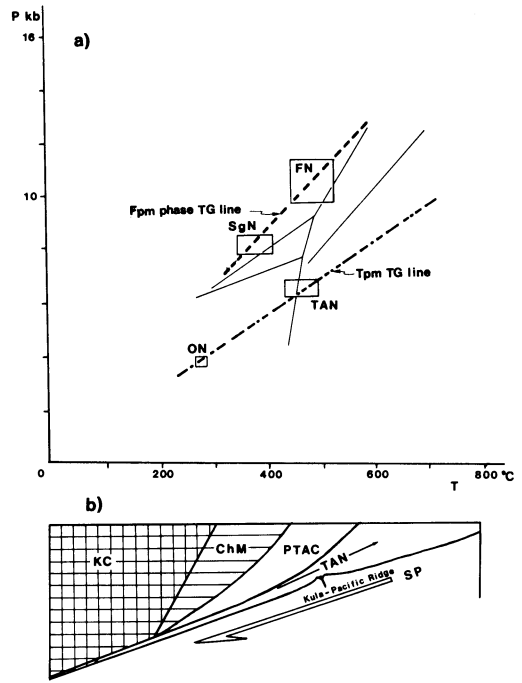 P kb
16
a)
FN
10
Fpm phase TG line
SgN
Tpm TG line
TAN
ON
0
200
400
600
800 °C
T
b)
KC
ChM
PTAC
TAN
Kula-Pacific Ridge
SP